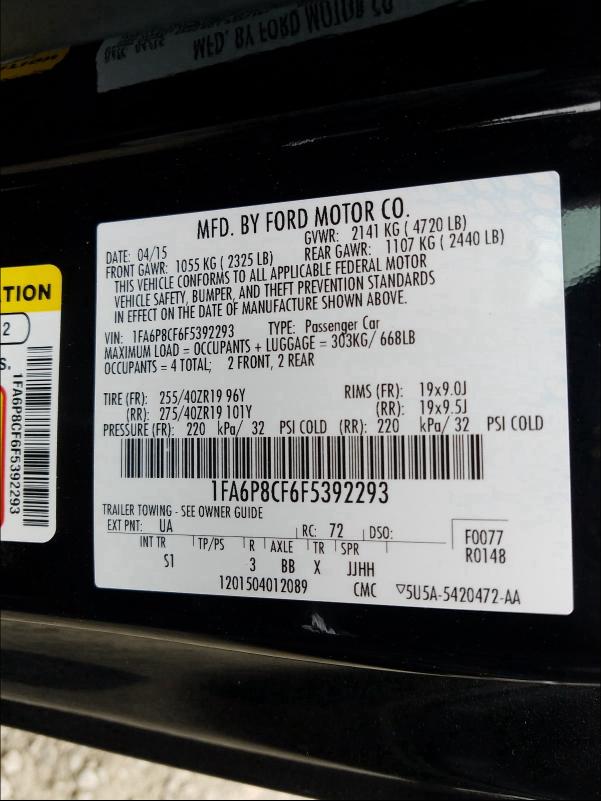 MFD. BY FORD MOTOR CO.
MFD. BY FORD MOTOR CO.
DATE: 04/15 GVWR: 2141 KG ( 4720 LB)
FRONT GAWR: 1055 KG ( 2325 LB) REAR GAWR: 1107 KG ( 2440 LB)
THIS VEHICLE CONFORMS TO ALL APPLICABLE FEDERAL MOTOR
VEHICLE SAFETY, BUMPER, AND THEFT PREVENTION STANDARDS
IN EFFECT ON THE DATE OF MANUFACTURE SHOWN ABOVE.
VIN: 1FA6P8CF6F5392293 TYPE: Passenger Car
MAXIMUM LOAD = OCCUPANTS + LUGGAGE = 303KG/ 668LB
OCCUPANTS = 4 TOTAL; 2 FRONT, 2 REAR
TIRE (FR): 255/40ZR19 96Y RIMS (FR): 19x9.0J
(RR): 275/40ZR19 101Y (RR): 19x9.5J
PRESSURE (FR): 220 kPa/ 32 PSI COLD (RR): 220 kPa/ 32 PSI COLD
1FA6P8CF6F5392293
TRAILER TOWING - SEE OWNER GUIDE
EXT PNT: UA RC: 72 DSO: F0077
INT TR TP/PS R AXLE TR SPR R0148
S1 3 BB X JJHH
1201504012089 CMC ▽5U5A-5420472-AA
TION
2
S.
1FA6P8CF6F5392293